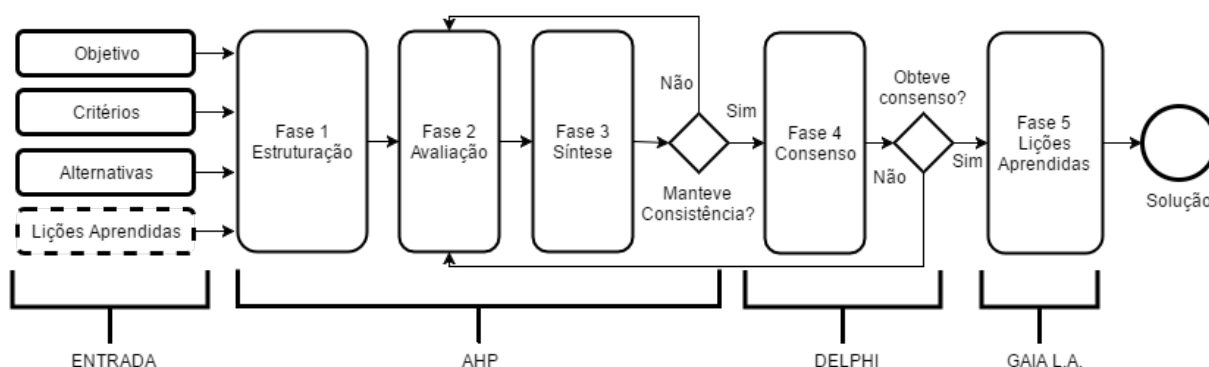 Objetivo
Critérios
Alternativas
Lições Aprendidas
Fase 1
Estruturação
Fase 2
Avaliação
Fase 3
Síntese
Não
Manteve
Consistência?
Sim
Fase 4
Consenso
Obteve
consenso?
Não
Sim
Fase 5
Lições
Aprendidas
Solução
ENTRADA
AHP
DELPHI
GAIA L.A.